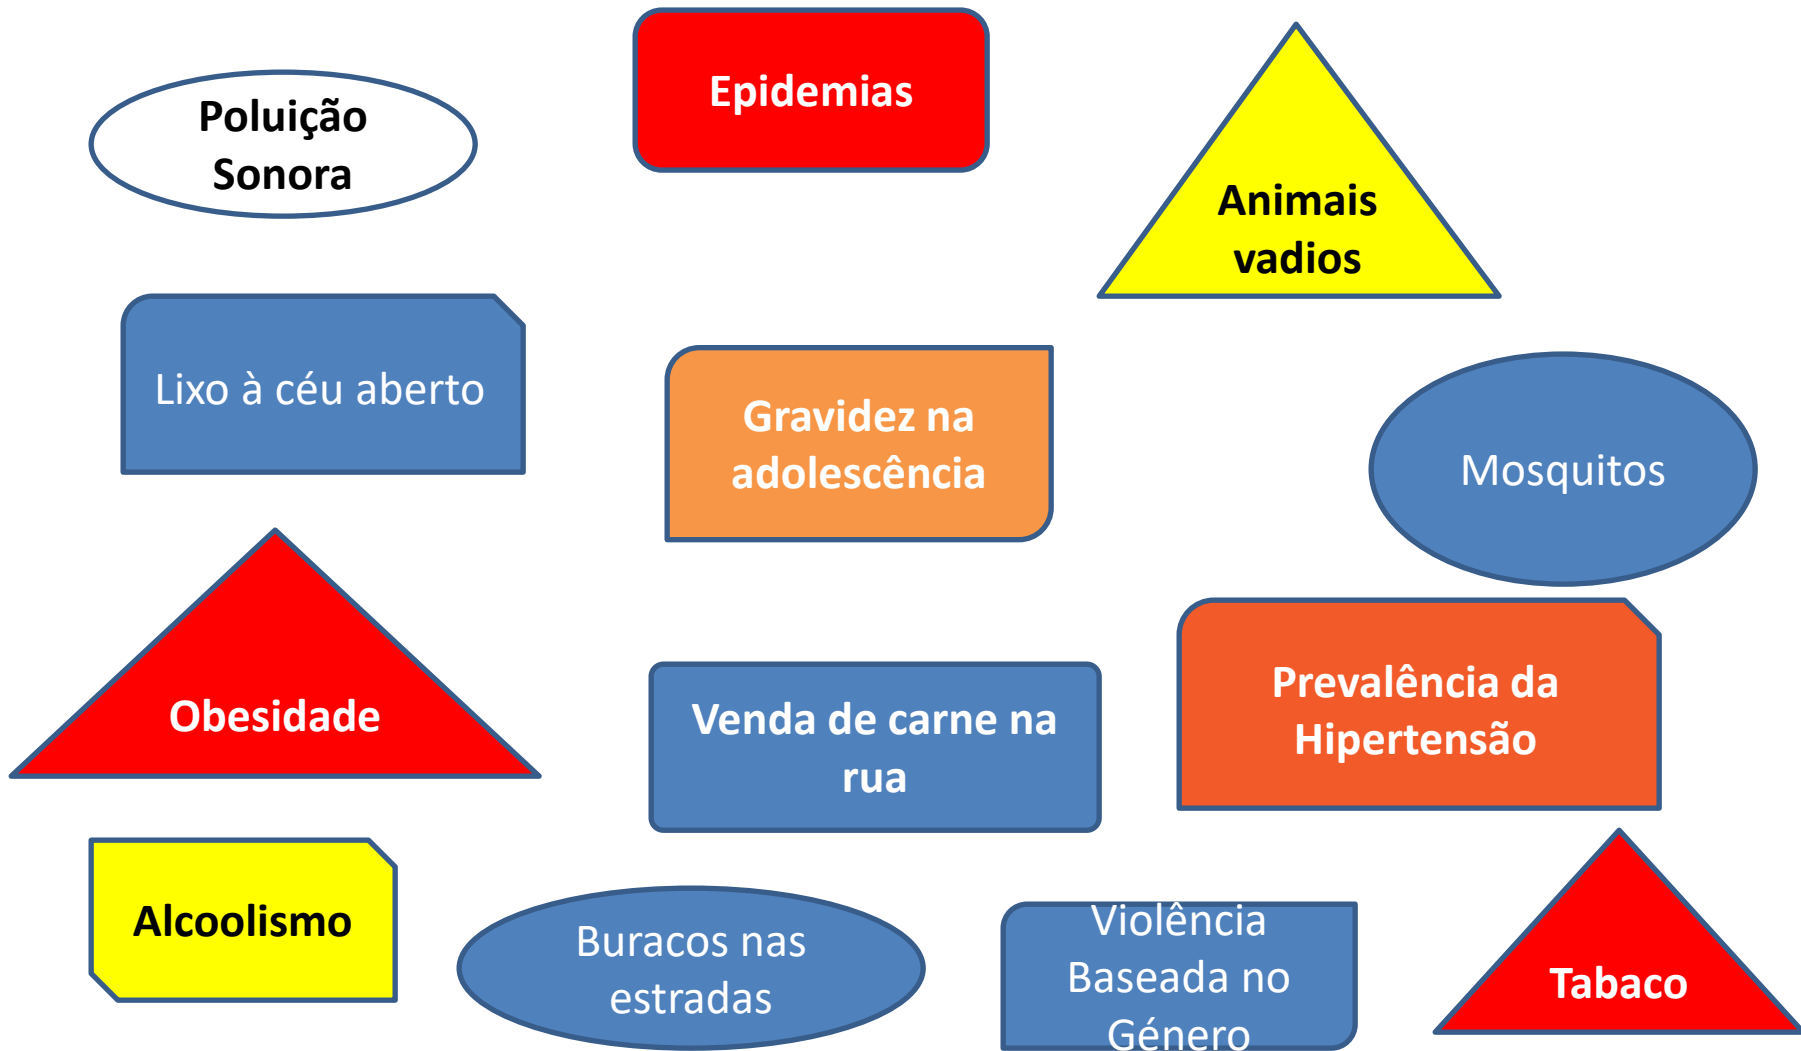 Poluição
Sonora
Epidemias
Animais
vadios
Lixo à céu aberto
Gravidez na
adolescência
Mosquitos
Obesidade
Venda de carne na
rua
Prevalência da
Hipertensão
Alcoolismo
Buracos nas
estradas
Violência
Baseada no
Género
Tabaco